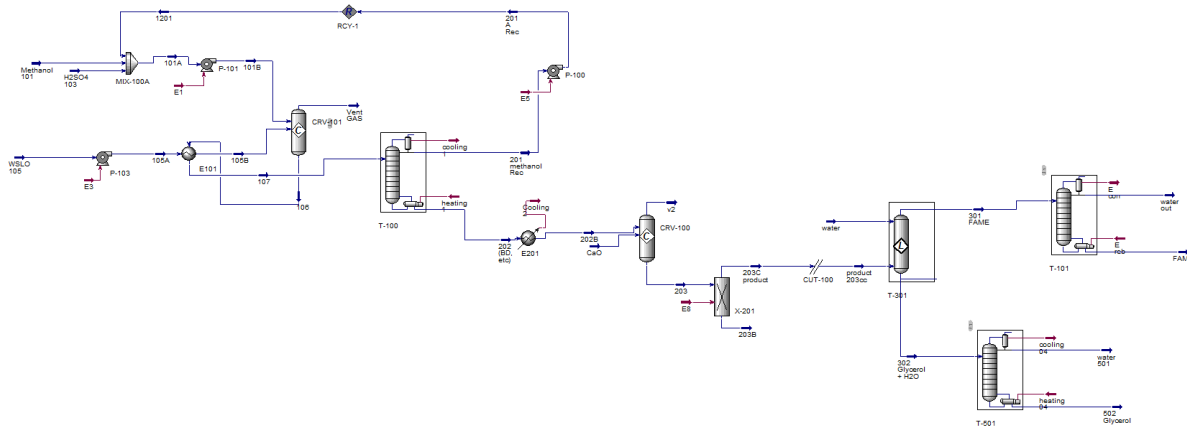 1201
RCY-1
201
A
Rec
Methanol
101
H2SO4
103
MIX-100A
101A
P-101
101B
E1
P-100
E5
Vent
GAS
CRV-101
C
WSLO
105
E3
P-103
105A
E101
105B
107
106
T-100
cooling
1
201
methanol
Rec
heating
1
202
(BD,
etc)
Cooling
2
E201
202B
CaO
v2
CRV-100
C
203
E8
X-201
203C
product
203B
CUT-100
product
203cc
water
L
T-301
301
FAME
302
Glycerol
+ H2O
T-101
E
con
water
out
E
reb
FAM
T-501
cooling
04
water
501
heating
04
502
Glycerol